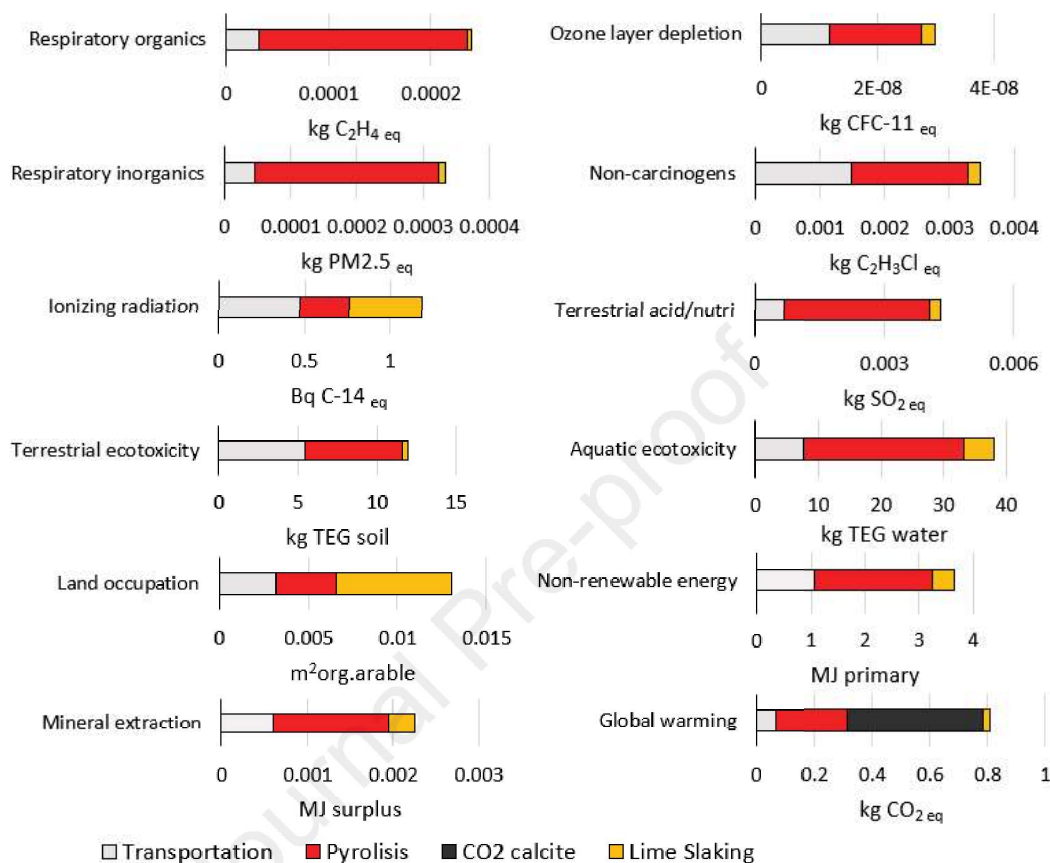 Respiratory organics
0 0.0001 0.0002
kg C₂H₄ eq
Ozone layer depletion
0 2E-08 4E-08
kg CFC-11 eq
Respiratory inorganics
0 0.0001 0.0002 0.0003 0.0004
kg PM2.5 eq
Non-carcinogens
0 0.001 0.002 0.003 0.004
kg C₂H₃Cl eq
Ionizing radiation
0 0.5 1
Bq C-14 eq
Terrestrial acid/nutri
0 0.003 0.006
kg SO₂ eq
Terrestrial ecotoxicity
0 5 10 15
kg TEG soil
Aquatic ecotoxicity
0 10 20 30 40
kg TEG water
Land occupation
0 0.005 0.01 0.015
m²org.arable
Non-renewable energy
0 1 2 3 4
MJ primary
Mineral extraction
0 0.001 0.002 0.003
MJ surplus
Global warming
0 0.2 0.4 0.6 0.8 1
kg CO₂ eq
Transportation Pyrolisis CO2 calcite Lime Slaking
Journal Pre-proof